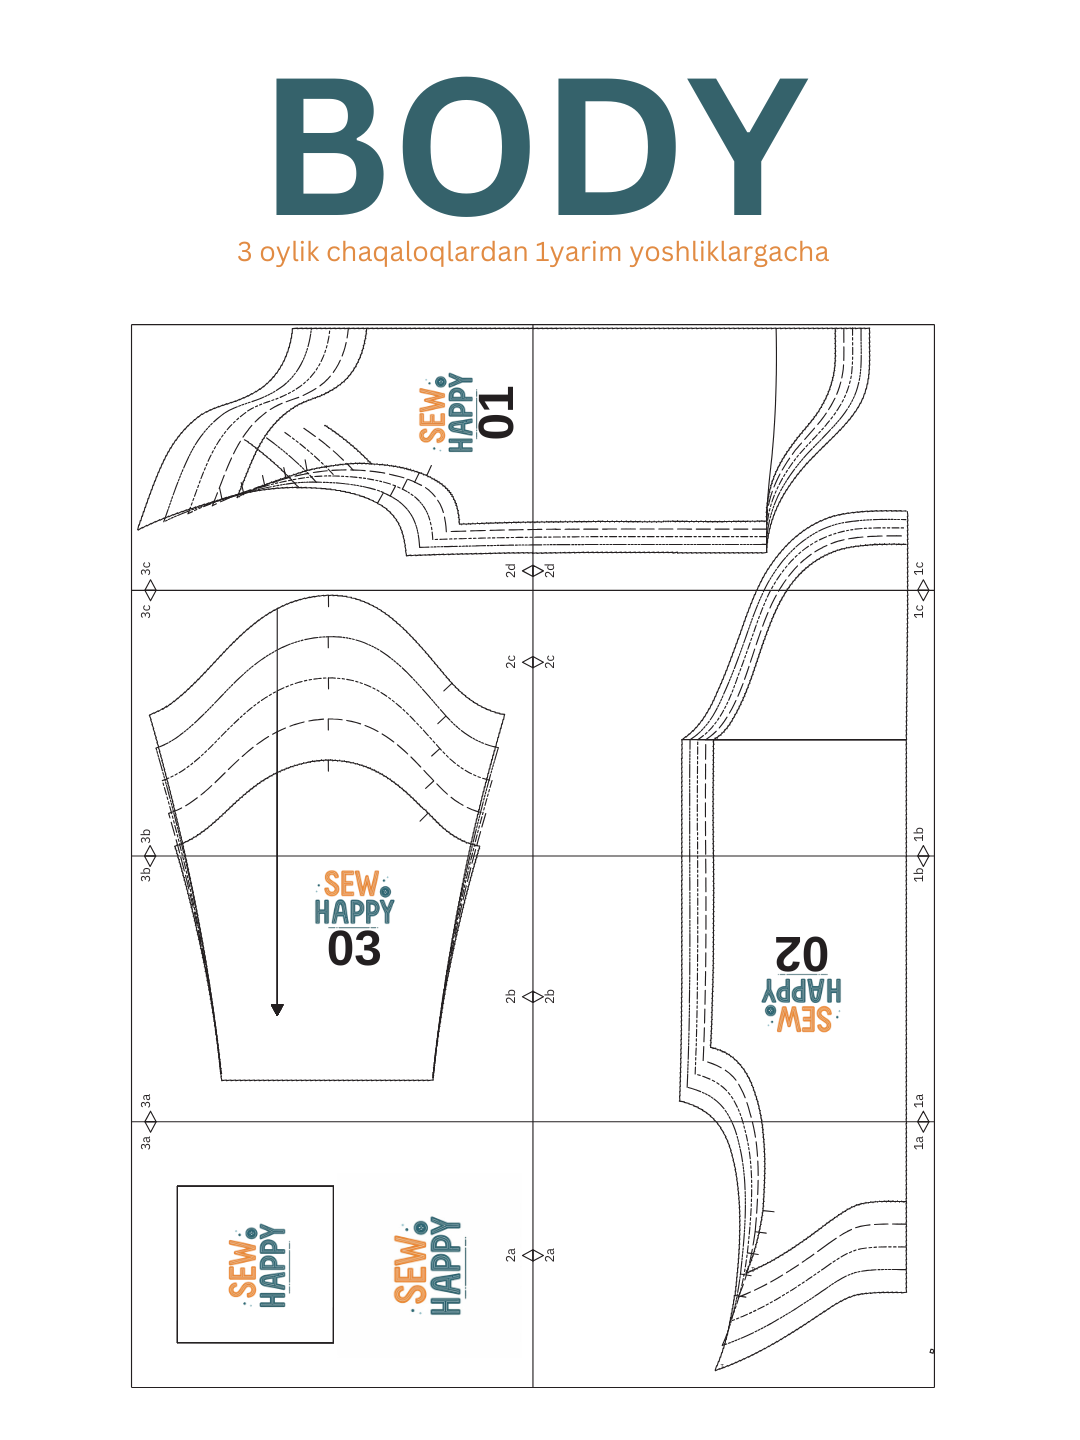 BODY
3 oylik chaqaloqlardan 1yarim yoshliklargacha
SEW
HAPPY
01
3c
3c
2d
2d
1c
1c
2c
2c
3b
3b
1b
1b
SEW
HAPPY
03
02
SEW
HAPPY
2b
2b
3a
3a
1a
1a
SEW
HAPPY
SEW
HAPPY
2a
2a